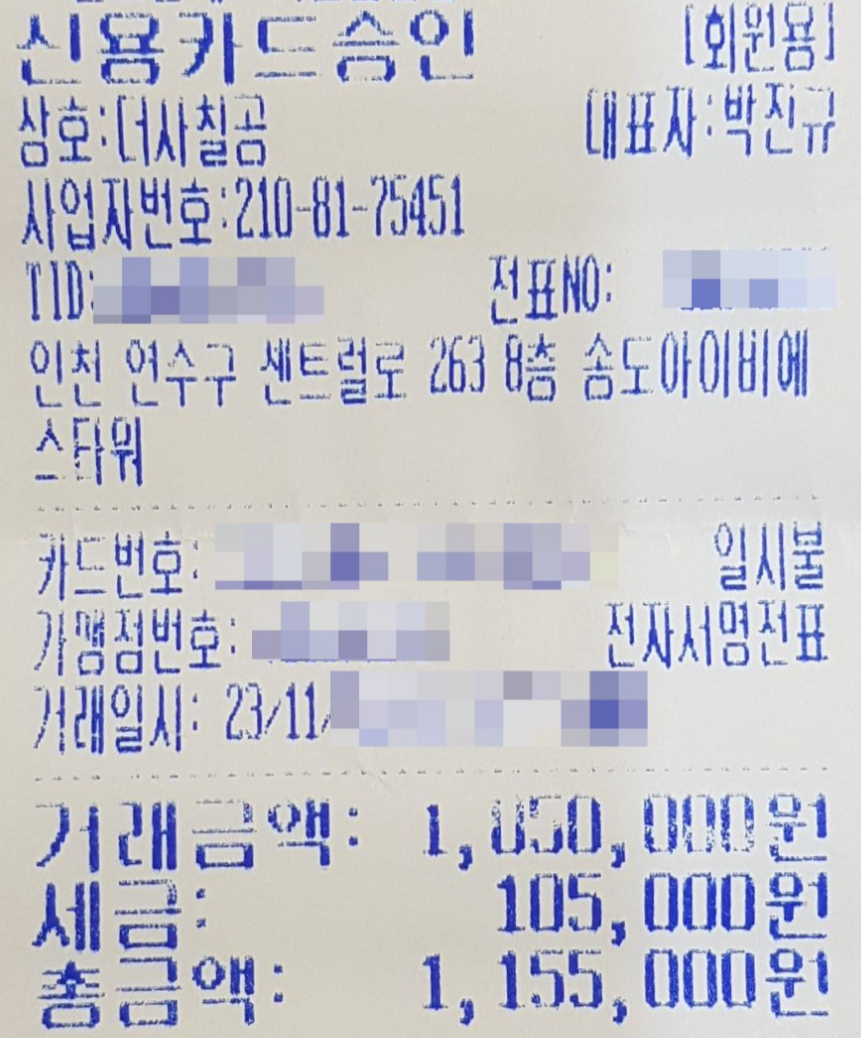 신용카드승인 [회원용]
상호:더사칠곰 대표자:박진규
사업자번호:210-81-75451
TID: 전표NO:
인천 연수구 센트럴로 263 8층 송도아이비에
스타워
카드번호: 일시불
가맹점번호: 전자서명전표
거래일시: 23/11/
거래금액: 1,050,000원
세금: 105,000원
총금액: 1,155,000원